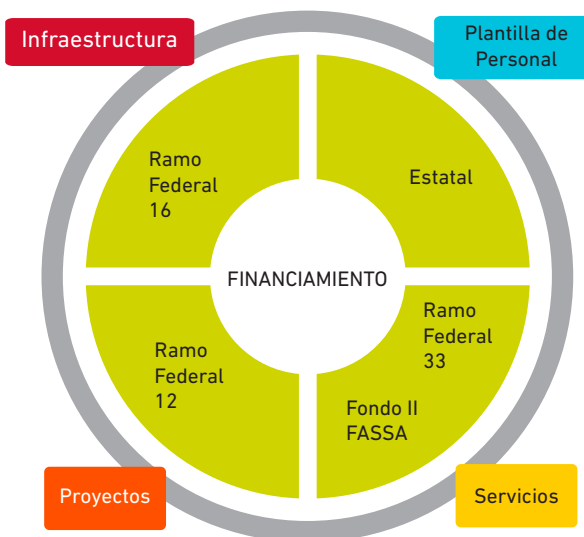 Infraestructura
Plantilla de
Personal
Ramo
Federal
16
Estatal
FINANCIAMIENTO
Ramo
Federal
12
Ramo
Federal
33
Fondo II
FASSA
Proyectos
Servicios